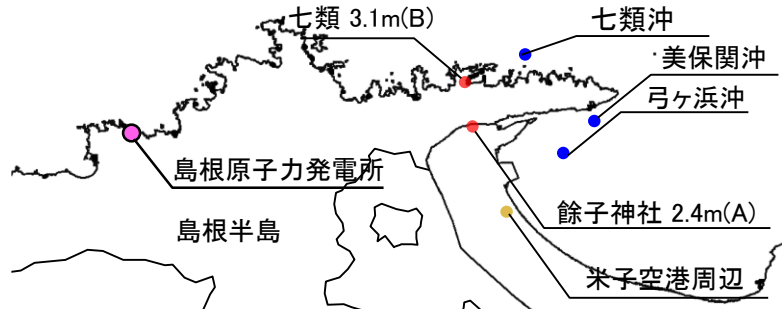 七類 3.1m(B)
七類沖
美保関沖
弓ヶ浜沖
島根原子力発電所
餘子神社 2.4m(A)
島根半島
米子空港周辺